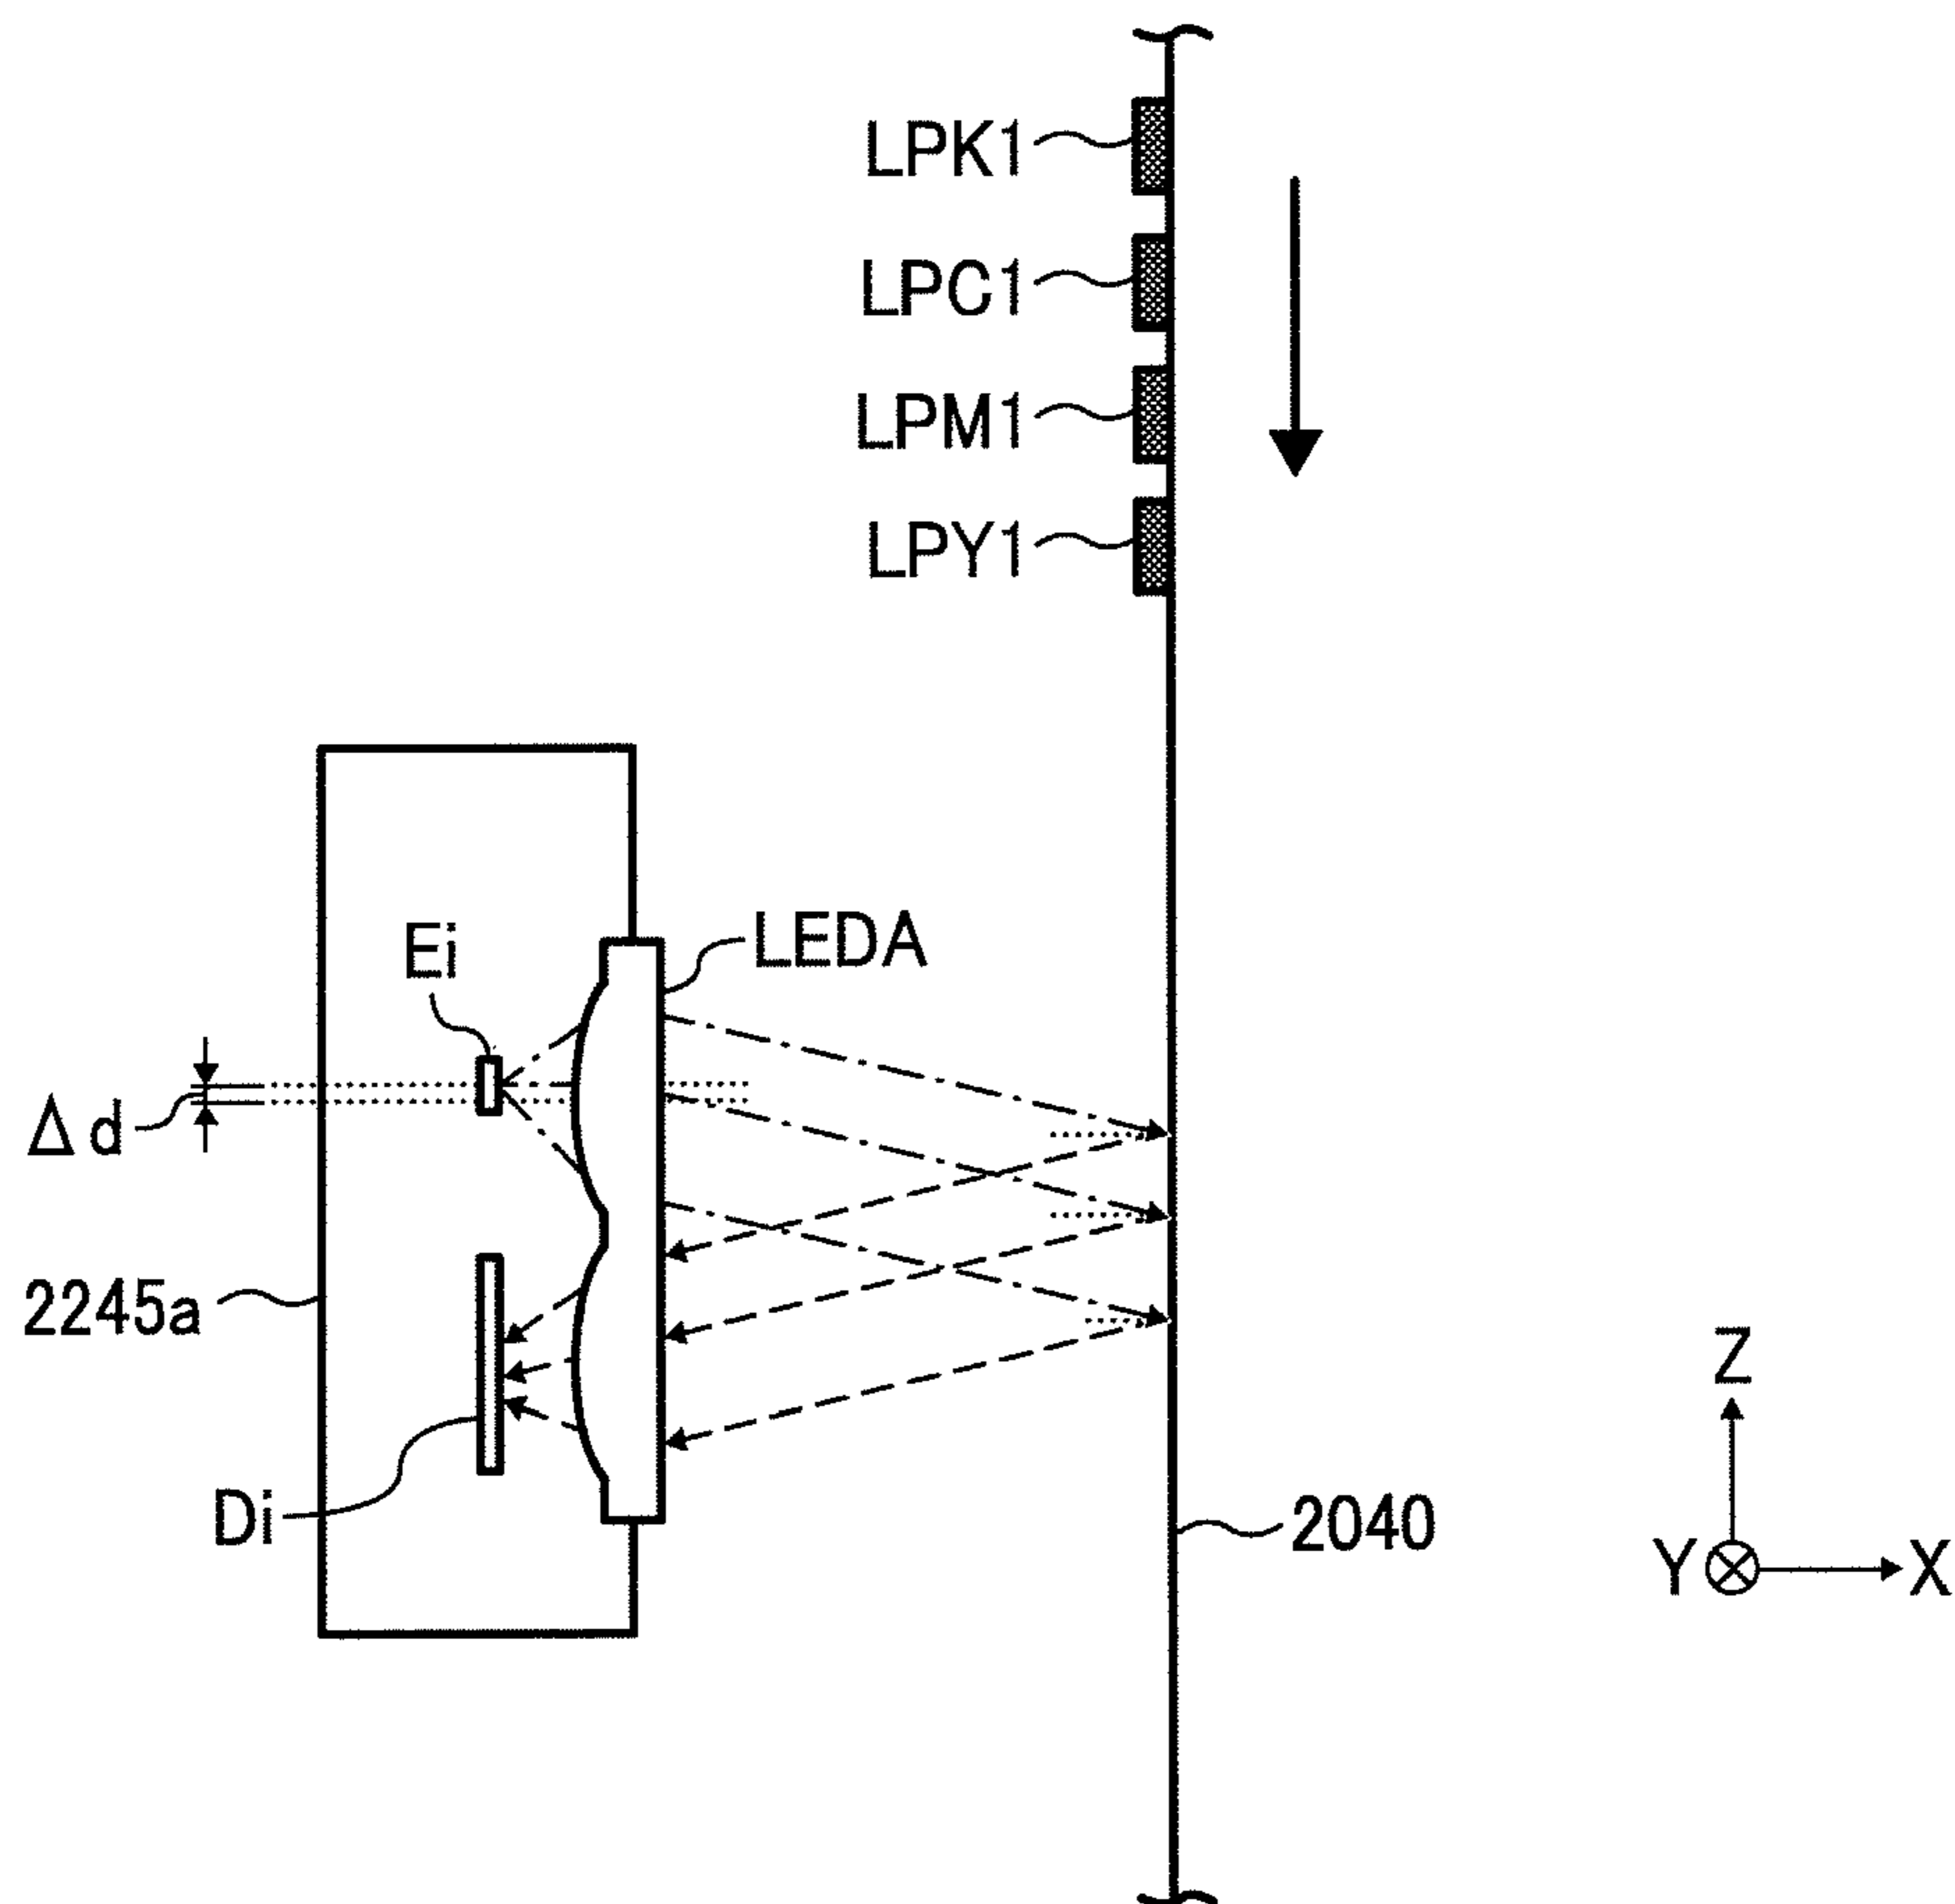 LPK1
LPC1
LPM1
LPY1
Ei
LEDA
Δd
2245a
Di
2040
Z
Y
X